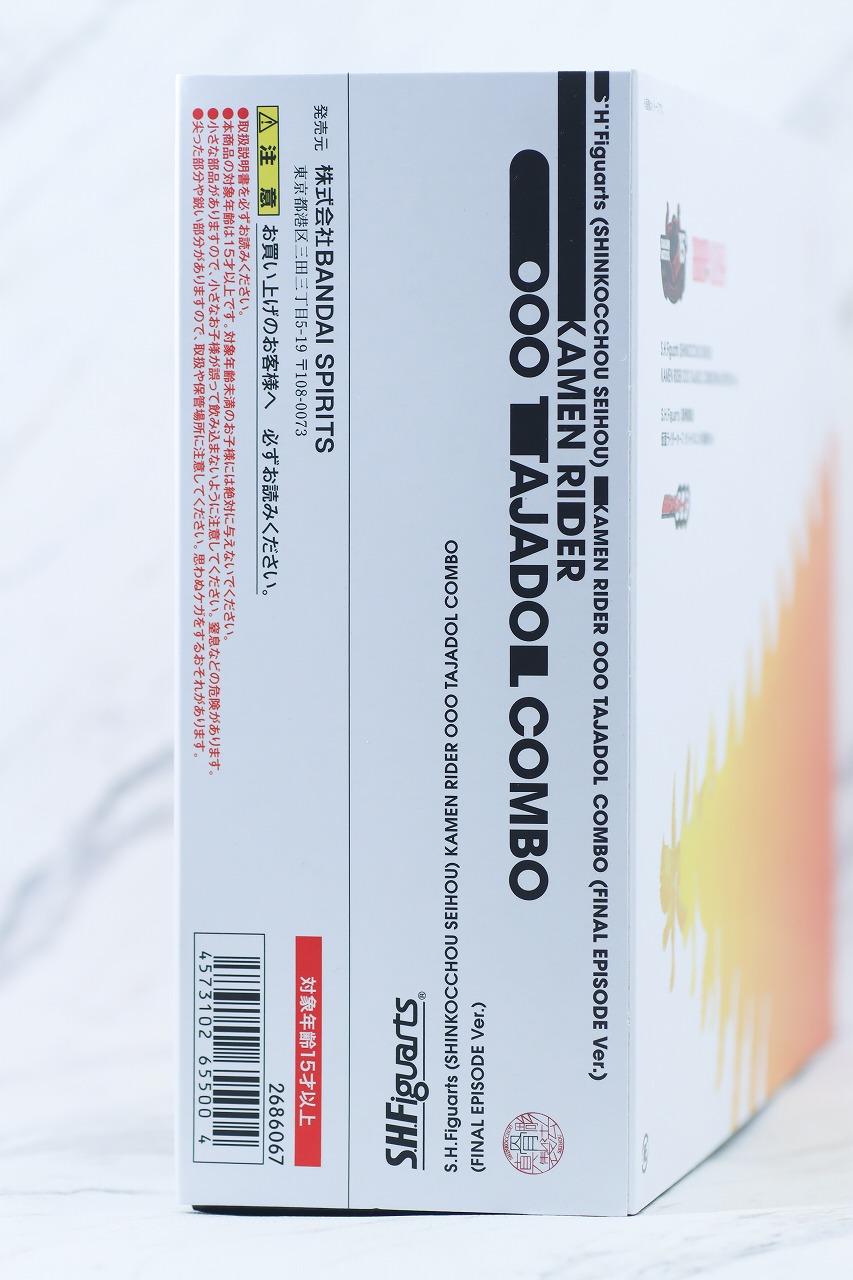 S.H.Figuarts (SHINKOCCHOU SEIHOU) KAMEN RIDER OOO TAJADOL COMBO (FINAL EPISODE Ver.)
KAMEN RIDER
OOO TAJADOL COMBO
S.H.Figuarts (SHINKOCCHOU SEIHOU) KAMEN RIDER OOO TAJADOL COMBO
(FINAL EPISODE Ver.)
S.H.Figuarts®
発売元 株式会社BANDAI SPIRITS
東京都港区三田三丁目5-19 〒108-0073
注意 お買い上げのお客様へ 必ずお読みください。
●取扱説明書を必ずお読みください。
●本商品の対象年齢は15才以上です。対象年齢未満のお子様には絶対に与えないでください。
●小さな部品がありますので、小さなお子様が誤って飲み込まないように注意してください。窒息などの危険があります。
●尖った部分や鋭い部分がありますので、取扱や保管場所に注意してください。思わぬケガをするおそれがあります。
対象年齢15才以上
2686067
4573102 65500 4